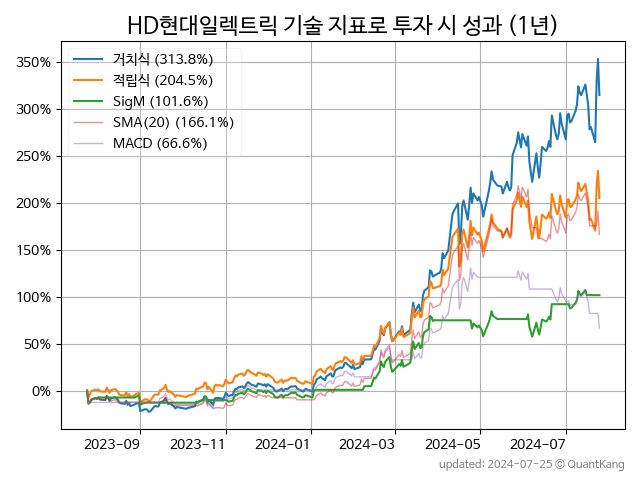 HD현대일렉트릭 기술 지표로 투자 시 성과 (1년)
거치식 (313.8%)
적립식 (204.5%)
SigM (101.6%)
SMA(20) (166.1%)
MACD (66.6%)
350%
300%
250%
200%
150%
100%
50%
0%
2023-09 2023-11 2024-01 2024-03 2024-05 2024-07
updated: 2024-07-25 © QuantKang